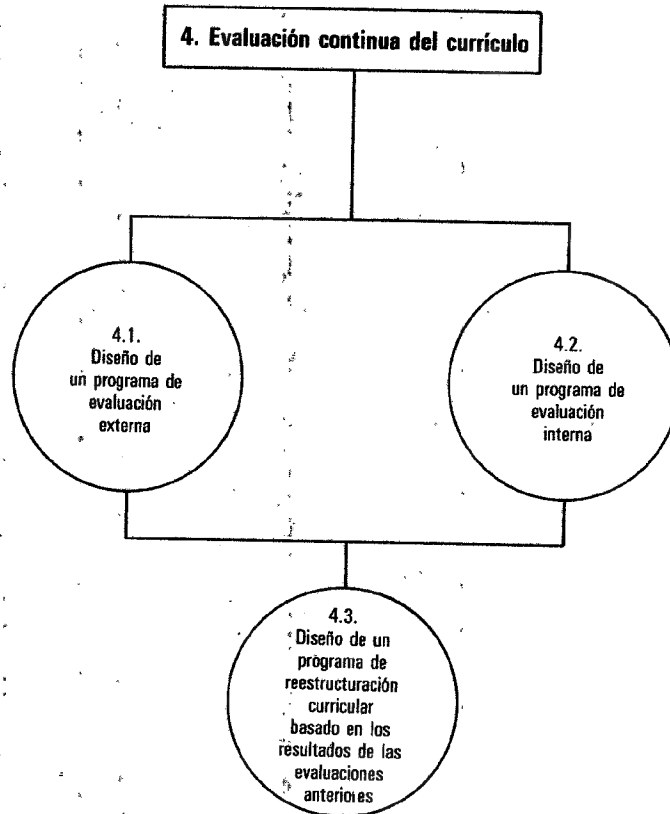 4. Evaluación continua del currículo
4.1.
Diseño de
un programa de
evaluación
externa
4.2.
Diseño de
un programa de
evaluación
interna
4.3.
Diseño de un
programa de
reestructuración
curricular
basado en los
resultados de las
evaluaciones
anteriores